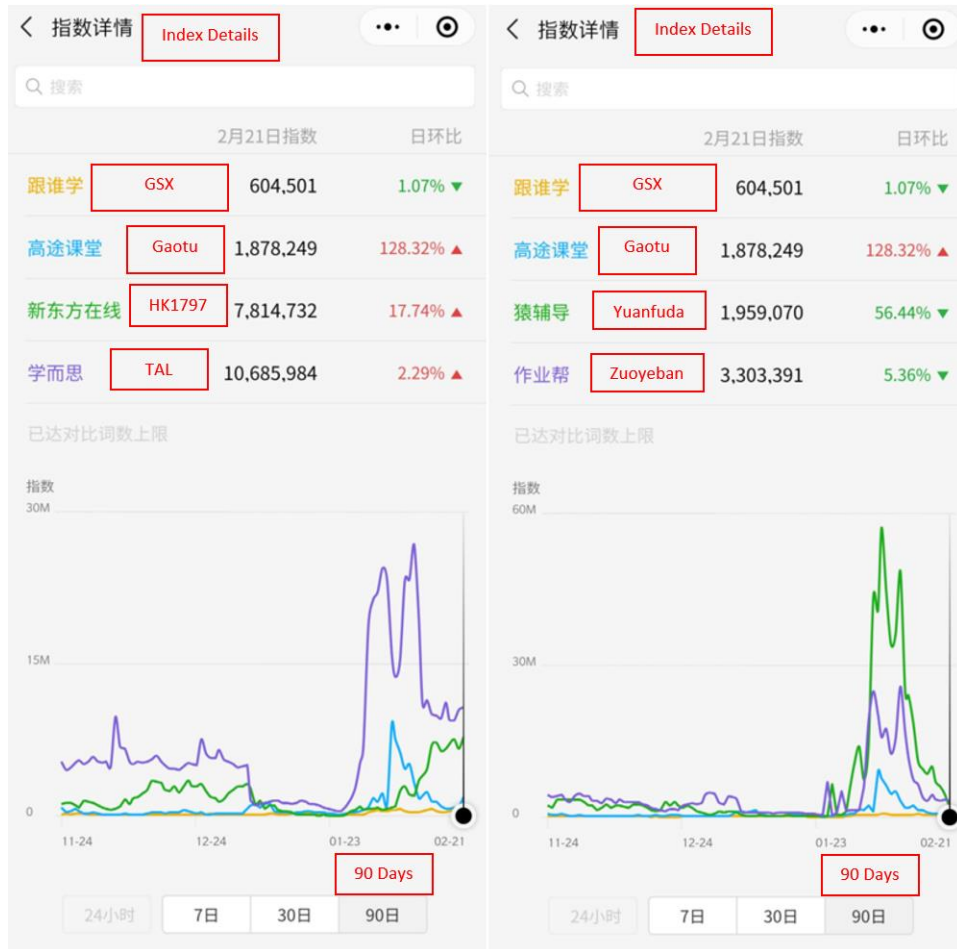 指数详情 Index Details
搜索
2月21日指数 日环比
跟谁学 GSX 604,501 1.07% ▼
高途课堂 Gaotu 1,878,249 128.32% ▲
新东方在线 HK1797 7,814,732 17.74% ▲
学而思 TAL 10,685,984 2.29% ▲
已达对比词数上限
指数
30M
15M
0
11-24 12-24 01-23 02-21
90 Days
24小时 7日 30日 90日
指数详情 Index Details
搜索
2月21日指数 日环比
跟谁学 GSX 604,501 1.07% ▼
高途课堂 Gaotu 1,878,249 128.32% ▲
猿辅导 Yuanfuda 1,959,070 56.44% ▼
作业帮 Zuoyeban 3,303,391 5.36% ▼
已达对比词数上限
指数
60M
30M
0
11-24 12-24 01-23 02-21
90 Days
24小时 7日 30日 90日